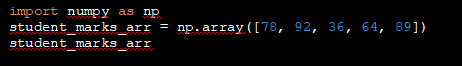 import numpy as np
student_marks_arr = np.array([78, 92, 36, 64, 89])
student_marks_arr